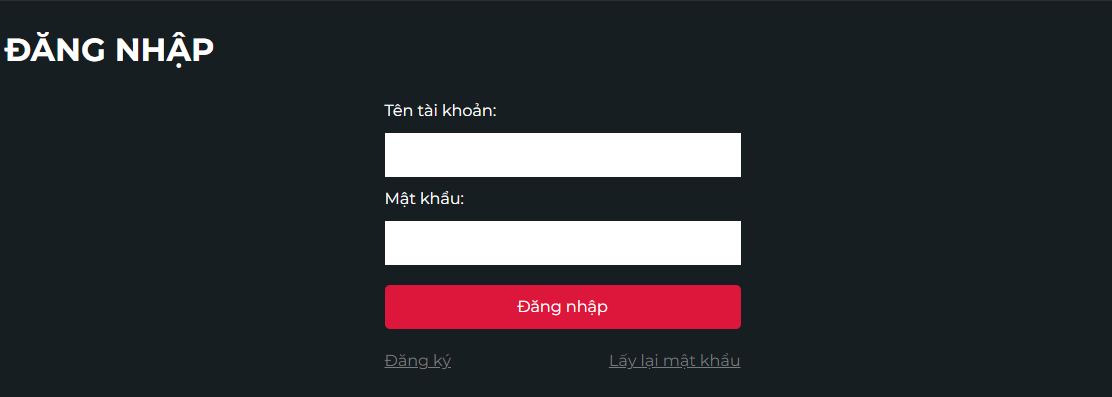 ĐĂNG NHẬP
Tên tài khoản:
Mật khẩu:
Đăng nhập
Đăng ký
Lấy lại mật khẩu